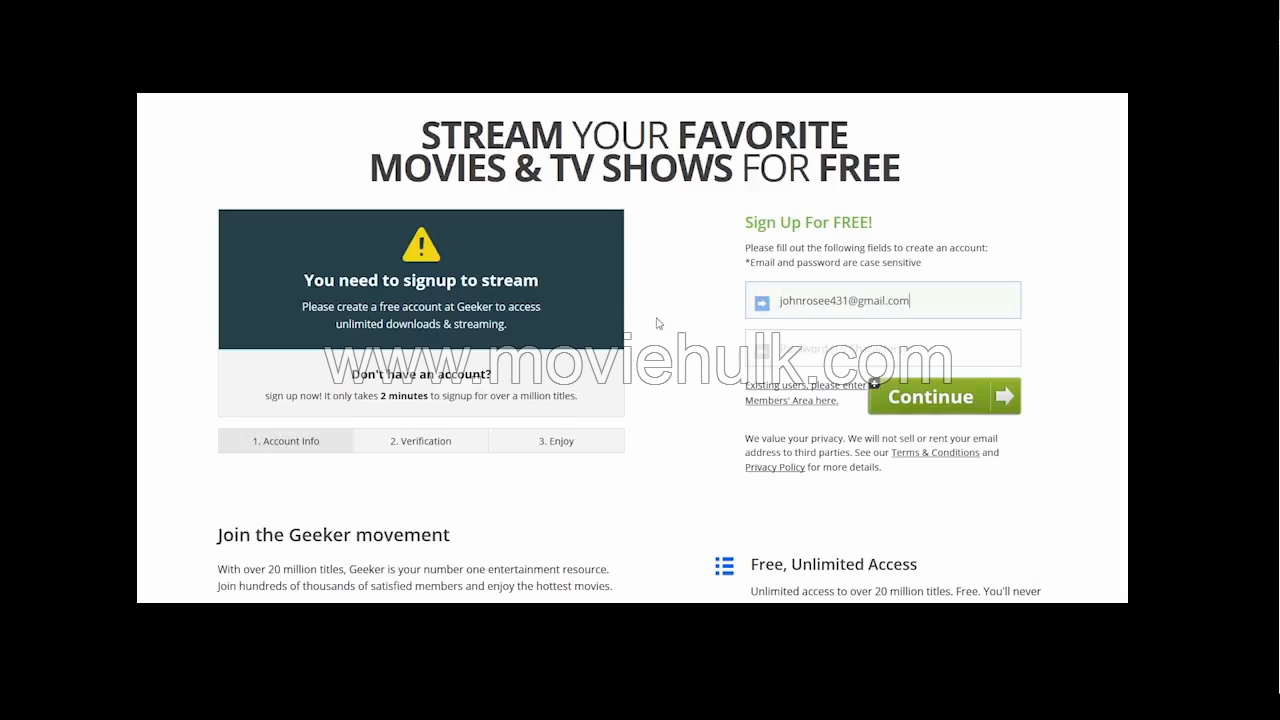 STREAM YOUR FAVORITE
MOVIES & TV SHOWS FOR FREE
You need to signup to stream
Please create a free account at Geeker to access
unlimited downloads & streaming.
Don't have an account?
sign up now! It only takes 2 minutes to signup for over a million titles.
1. Account Info
2. Verification
3. Enjoy
Sign Up For FREE!
Please fill out the following fields to create an account:
*Email and password are case sensitive
johnrosee431@gmail.com
www.moviehulk.com
Existing users, please enter
Members' Area here.
Continue
We value your privacy. We will not sell or rent your email
address to third parties. See our Terms & Conditions and
Privacy Policy for more details.
Join the Geeker movement
With over 20 million titles, Geeker is your number one entertainment resource.
Join hundreds of thousands of satisfied members and enjoy the hottest movies.
Free, Unlimited Access
Unlimited access to over 20 million titles. Free. You'll never